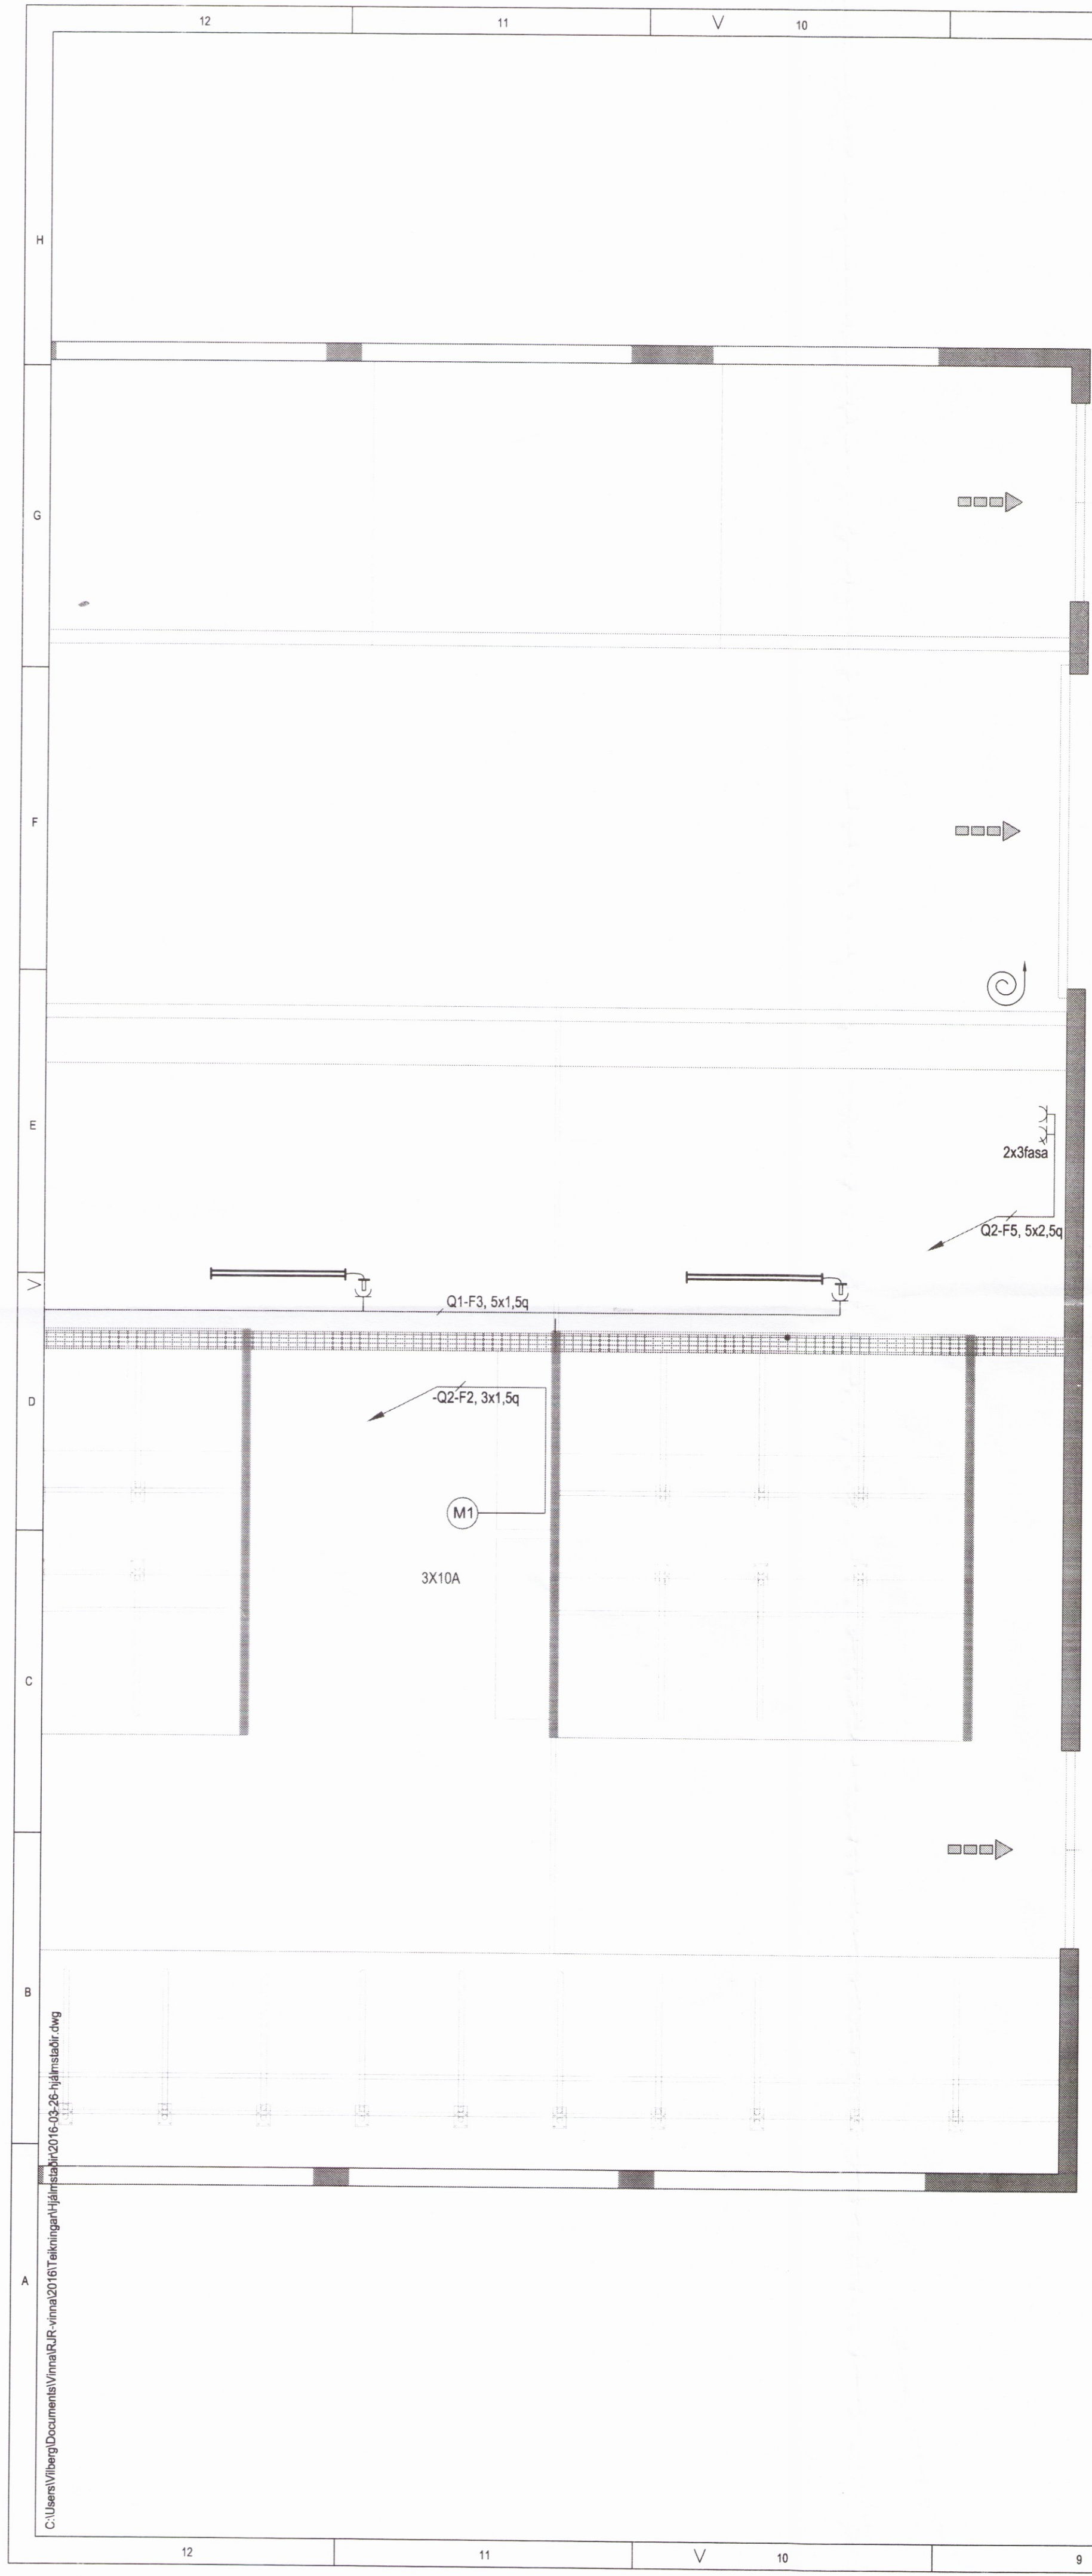 12 11 10
H
G
F
E
2x3fasa
Q2-F5, 5x2,5q
Q1-F3, 5x1,5q
D
-Q2-F2, 3x1,5q
M1
3X10A
C
B
A
C:\Users\Vilberg\Documents\Vinna\RJR-vinna\2016\Teikningar\Hjálmstaðir\2016-03-26-hjálmstaðir.dwg
12 11 10 9